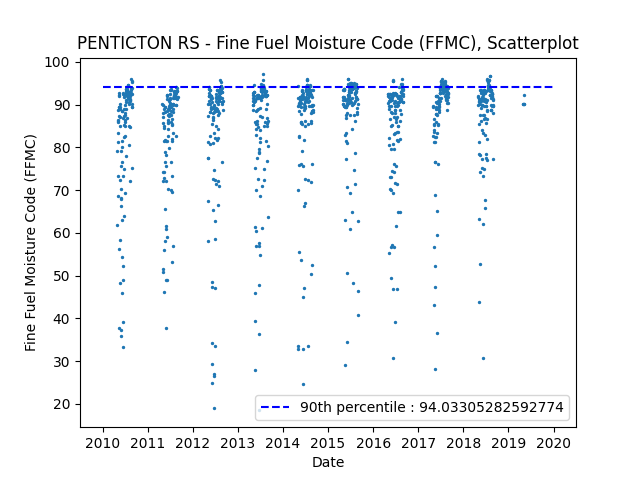 PENTICTON RS - Fine Fuel Moisture Code (FFMC), Scatterplot
100
90
80
70
60
50
40
30
20
Fine Fuel Moisture Code (FFMC)
90th percentile : 94.03305282592774
2010 2011 2012 2013 2014 2015 2016 2017 2018 2019 2020
Date